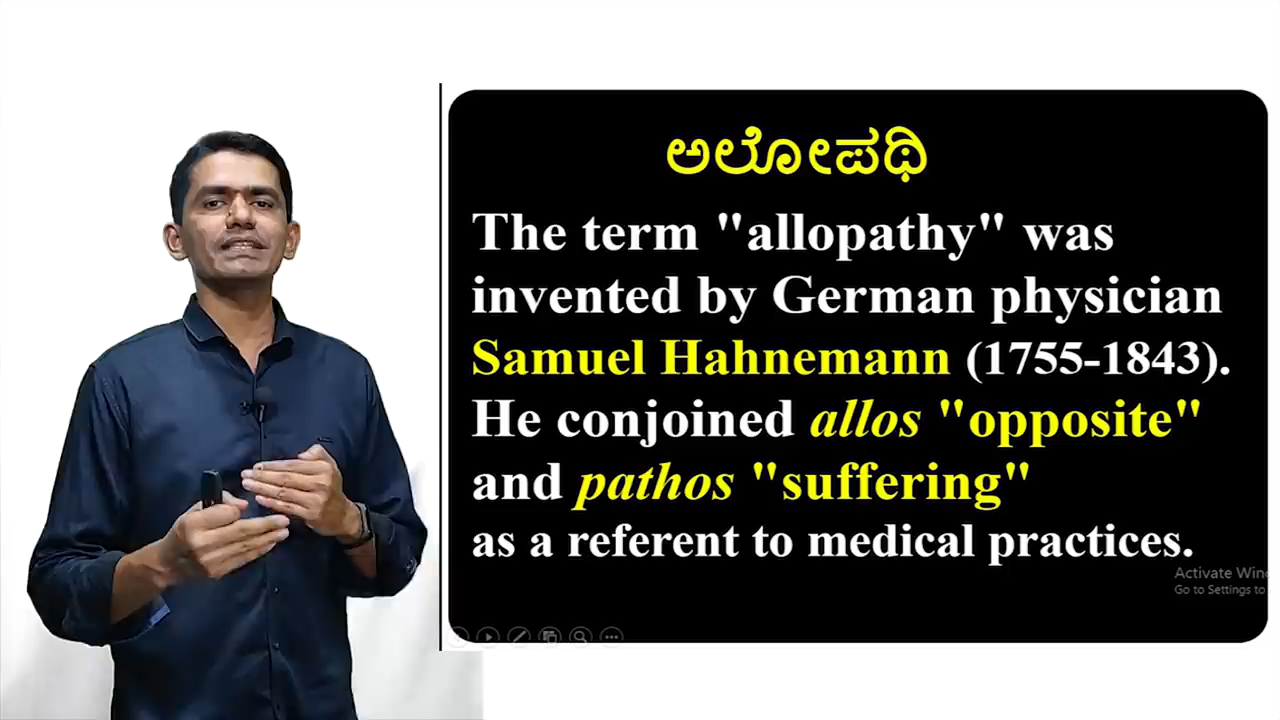 ಅಲೋಪಥಿ
The term "allopathy" was
invented by German physician
Samuel Hahnemann (1755-1843).
He conjoined allos "opposite"
and pathos "suffering"
as a referent to medical practices.
Activate Win
Go to Settings to